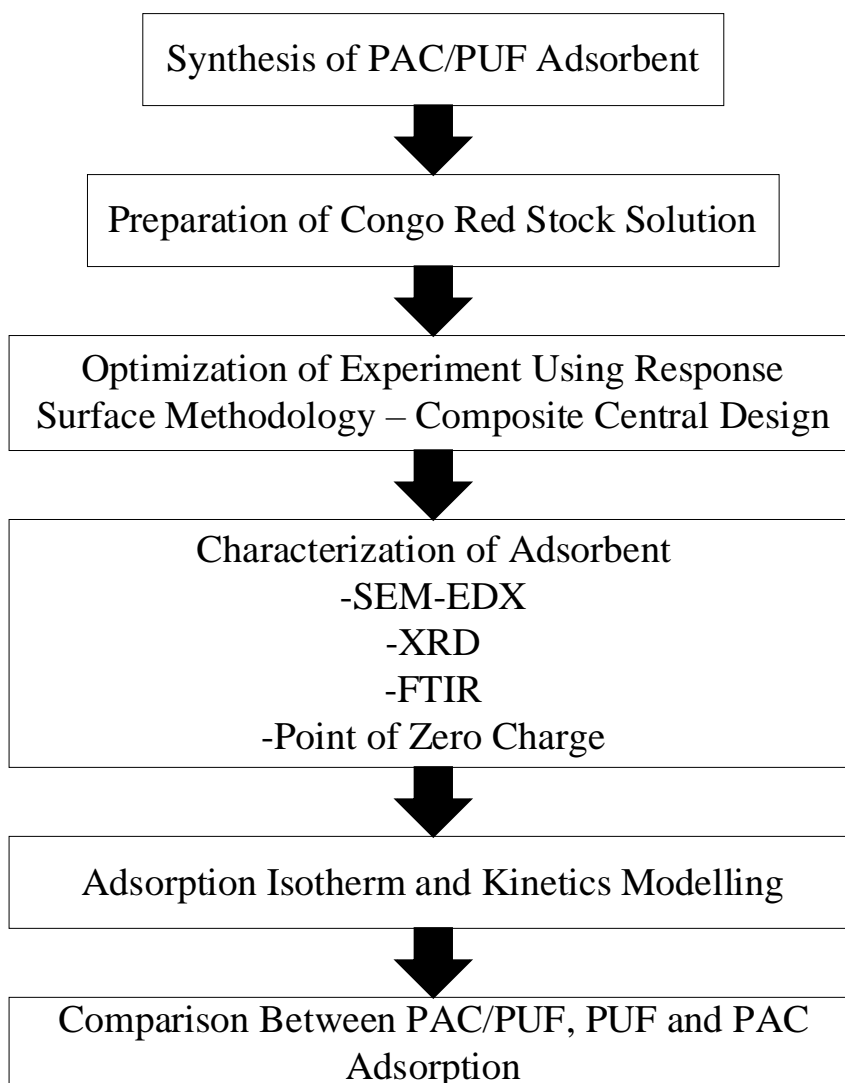 Synthesis of PAC/PUF Adsorbent
Preparation of Congo Red Stock Solution
Optimization of Experiment Using Response
Surface Methodology – Composite Central Design
Characterization of Adsorbent
-SEM-EDX
-XRD
-FTIR
-Point of Zero Charge
Adsorption Isotherm and Kinetics Modelling
Comparison Between PAC/PUF, PUF and PAC
Adsorption